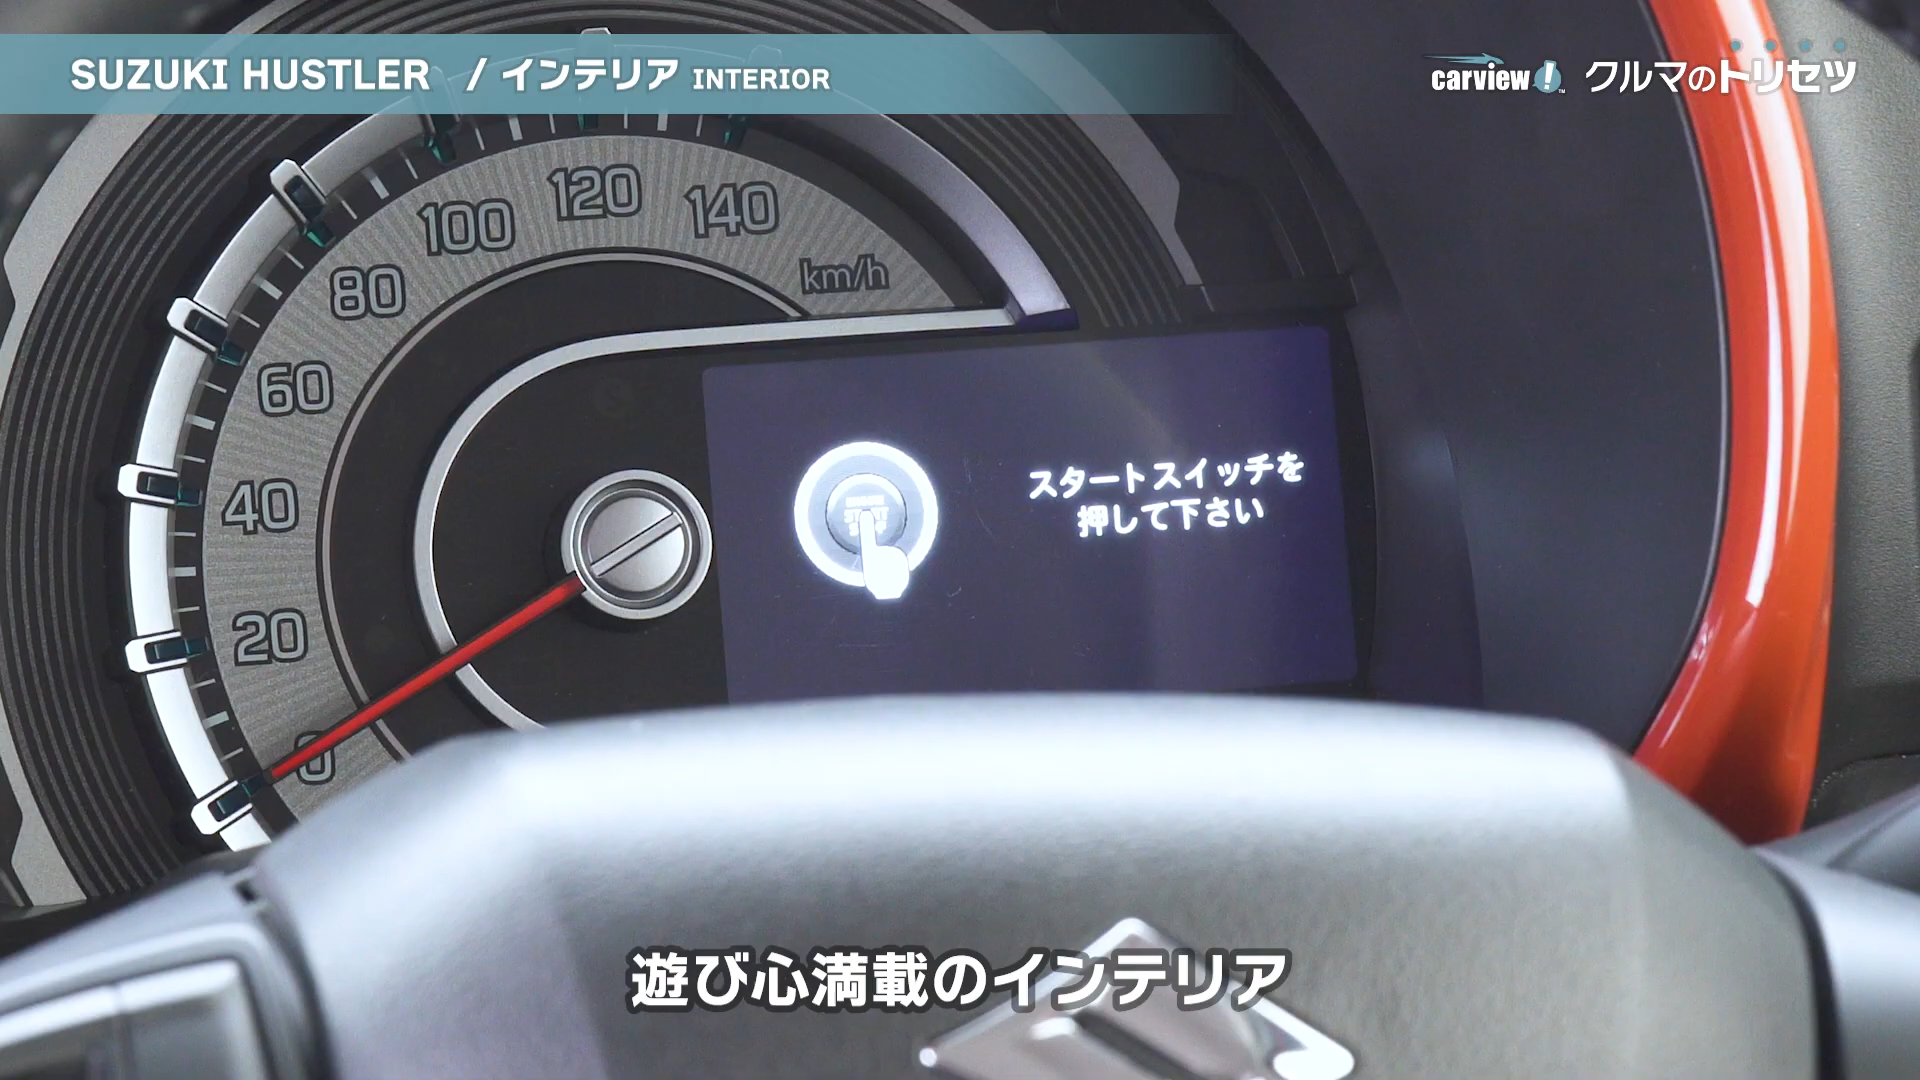 SUZUKI HUSTLER / インテリア INTERIOR
carview! クルマのトリセツ
120
100
140
80
km/h
60
40
20
0
スタートスイッチを
押して下さい
START
遊び心満載のインテリア